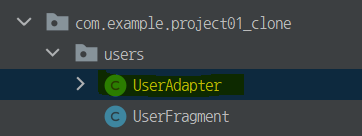 com.example.project01_clone
users
C UserAdapter
C UserFragment